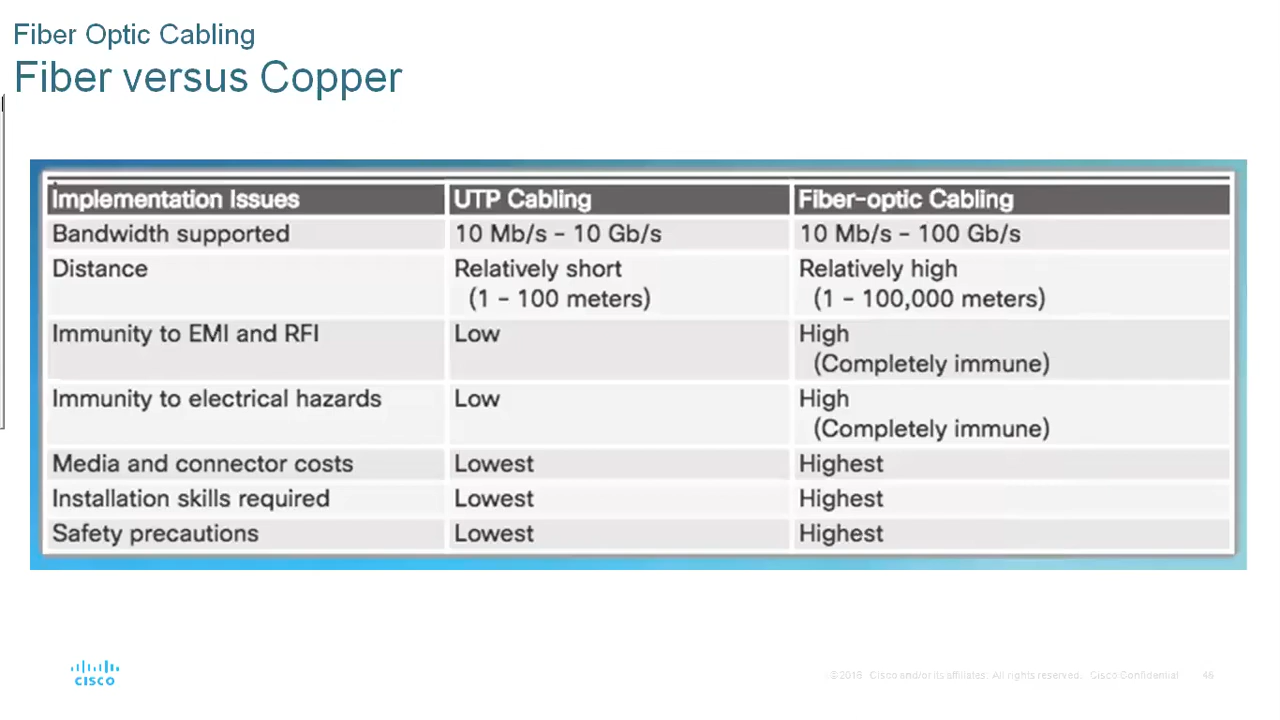 Fiber Optic Cabling
Fiber versus Copper
Implementation Issues UTP Cabling Fiber-optic Cabling
Bandwidth supported 10 Mb/s - 10 Gb/s 10 Mb/s - 100 Gb/s
Distance Relatively short Relatively high
(1 - 100 meters) (1 - 100,000 meters)
Immunity to EMI and RFI Low High
(Completely immune)
Immunity to electrical hazards Low High
(Completely immune)
Media and connector costs Lowest Highest
Installation skills required Lowest Highest
Safety precautions Lowest Highest
CISCO
© 2016 Cisco and/or its affiliates. All rights reserved. Cisco Confidential 46